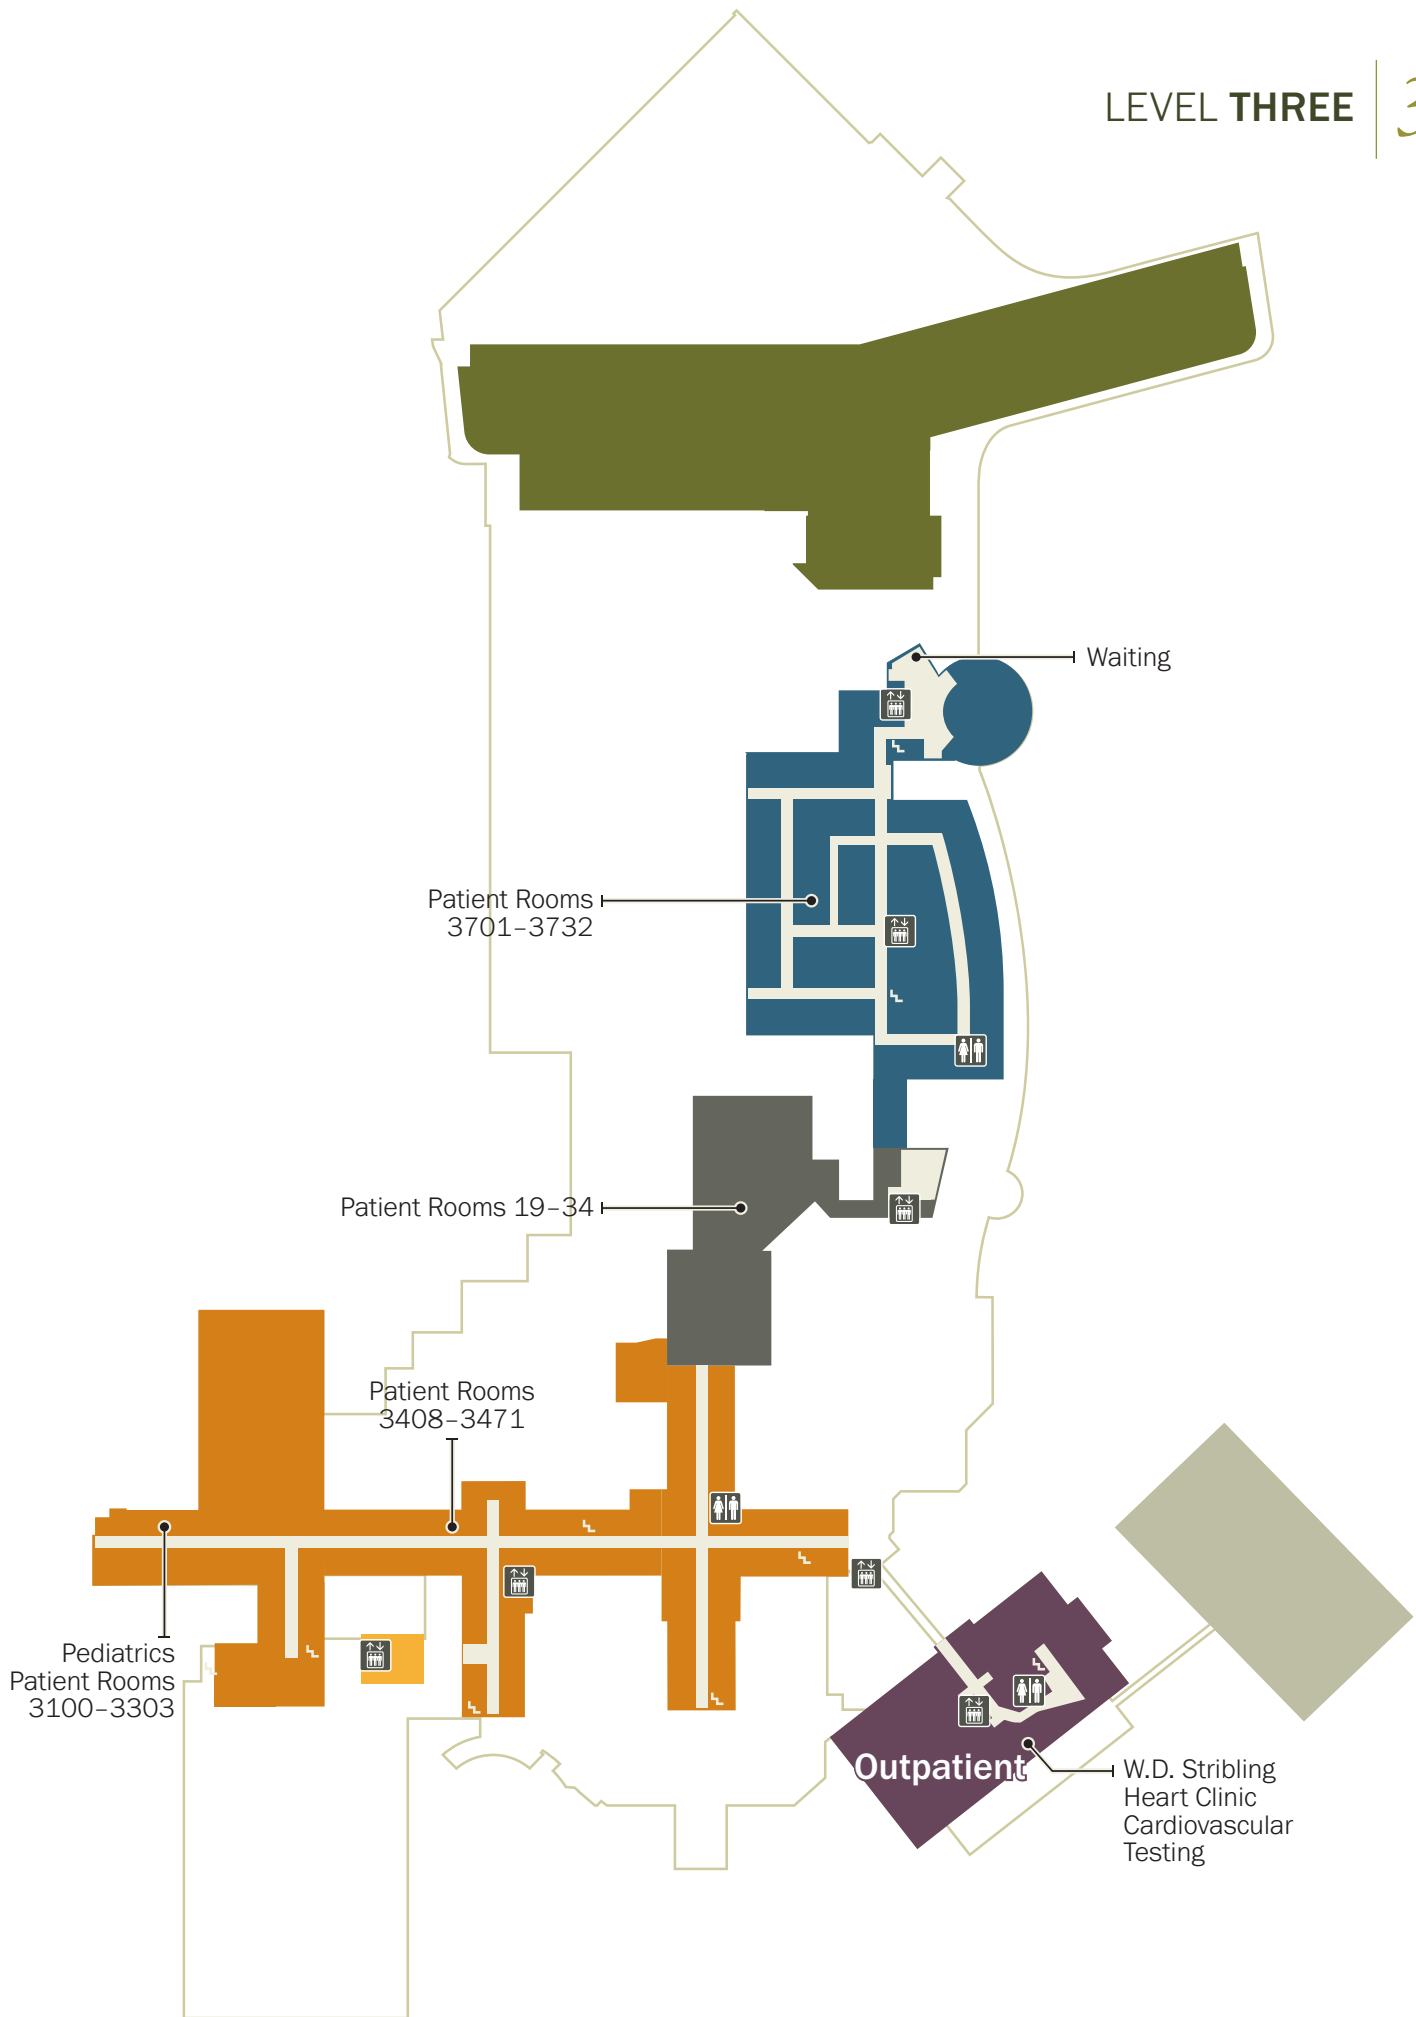 LEVEL THREE 3
Waiting
Patient Rooms
3701–3732
Patient Rooms 19–34
Patient Rooms
3408–3471
Pediatrics
Patient Rooms
3100–3303
Outpatient
W.D. Stribling
Heart Clinic
Cardiovascular
Testing